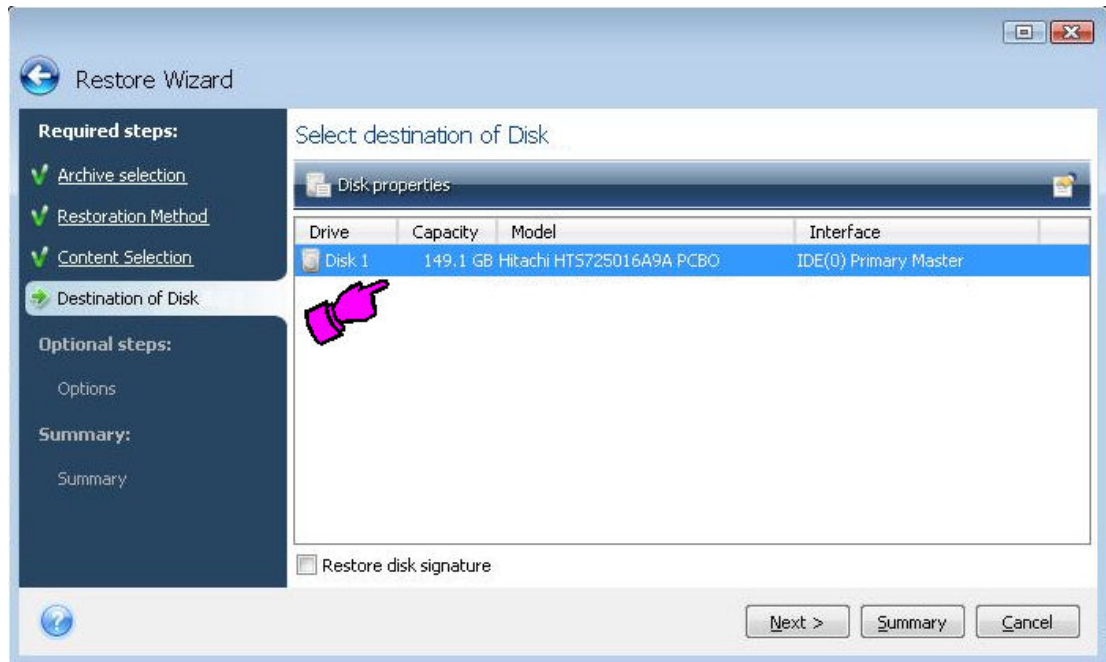 Restore Wizard
Required steps:
Archive selection
Restoration Method
Content Selection
Destination of Disk
Optional steps:
Options
Summary:
Summary
Select destination of Disk
Disk properties
Drive Capacity Model Interface
Disk 1 149.1 GB Hitachi HTS725016A9A PCBO IDE(0) Primary Master
Restore disk signature
Next > Summary Cancel